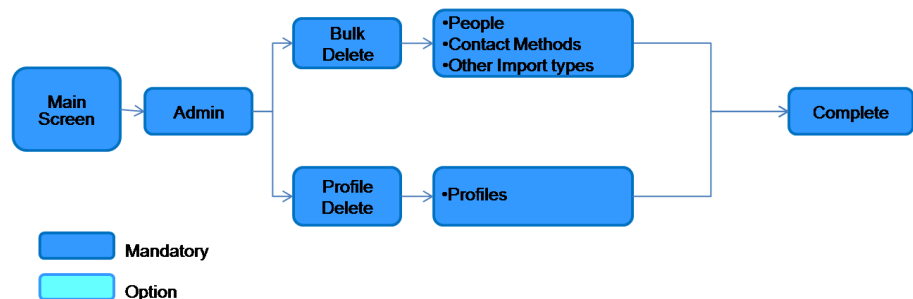 Main
Screen
Admin
Bulk
Delete
•People
•Contact Methods
•Other Import types
Profile
Delete
•Profiles
Complete
Mandatory
Option